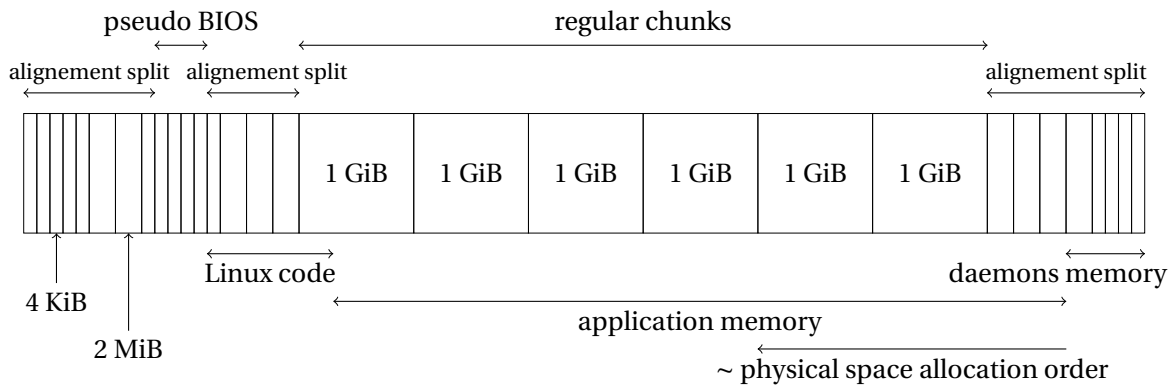 pseudo BIOS
regular chunks
alignement split
alignement split
alignement split
1 GiB
1 GiB
1 GiB
1 GiB
1 GiB
1 GiB
Linux code
daemons memory
4 KiB
application memory
2 MiB
~ physical space allocation order